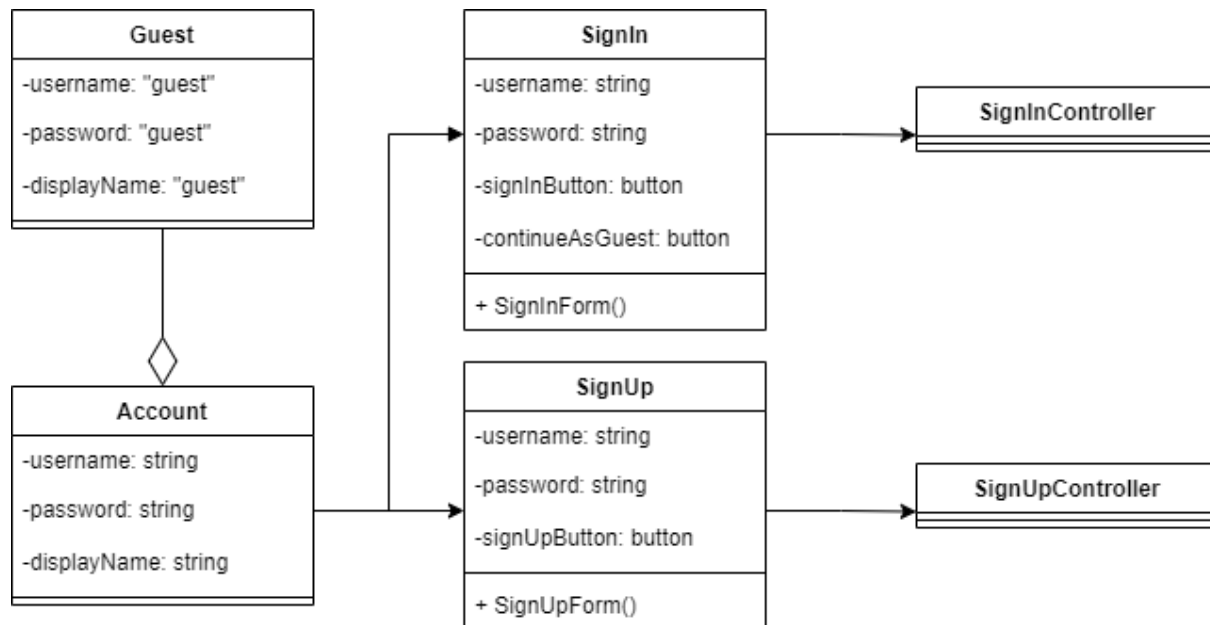 Guest
-username: "guest"
-password: "guest"
-displayName: "guest"
SignIn
-username: string
-password: string
-signInButton: button
-continueAsGuest: button
+ SignInForm()
SignInController
Account
-username: string
-password: string
-displayName: string
SignUp
-username: string
-password: string
-signUpButton: button
+ SignUpForm()
SignUpController